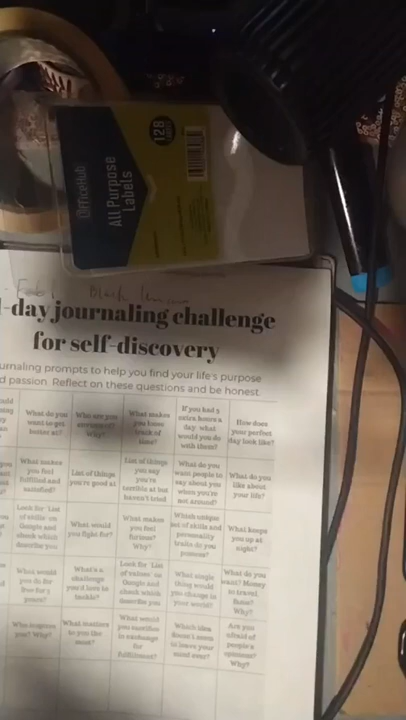 OfficeHub
All Purpose
Labels
128
-day journaling challenge
for self-discovery
urnaling prompts to help you find your life's purpose
d passion. Reflect on these questions and be honest.
What do you
want to get
better at?
Who are you
Why?
What makes
you lose
track of
time?
If you had 5
extra hours a
day what
would you do
with them?
How does
your perfect
day look like?
What makes
you feel
fulfilled and
satisfied?
List of things
you're good at
List of things
you say
you're
terrible at but
haven't tried
What do you
want people to
say about you
when you're
not around?
What do you
like about
your life?
Look for 'List
of skills' on
Google and
check which
describe you
What would
you fight for?
What makes
you feel
furious?
Why?
Which unique
set of skills and
personality
traits do you
possess?
What keeps
you up at
night?
What would
you do for
free for 5
years?
What's a
challenge
you'd love to
tackle?
Look for 'List
of values' on
Google and
check which
describe you
What single
thing would
you change in
your world?
What do you
want? Money
to travel
fame?
Why?
Who inspires
you? Why?
What matters
to you the
most?
What would
you sacrifice
in exchange
for
fulfillment?
Which idea
doesn't seem
to leave your
mind ever?
Are you
afraid of
people's
opinions?
Why?